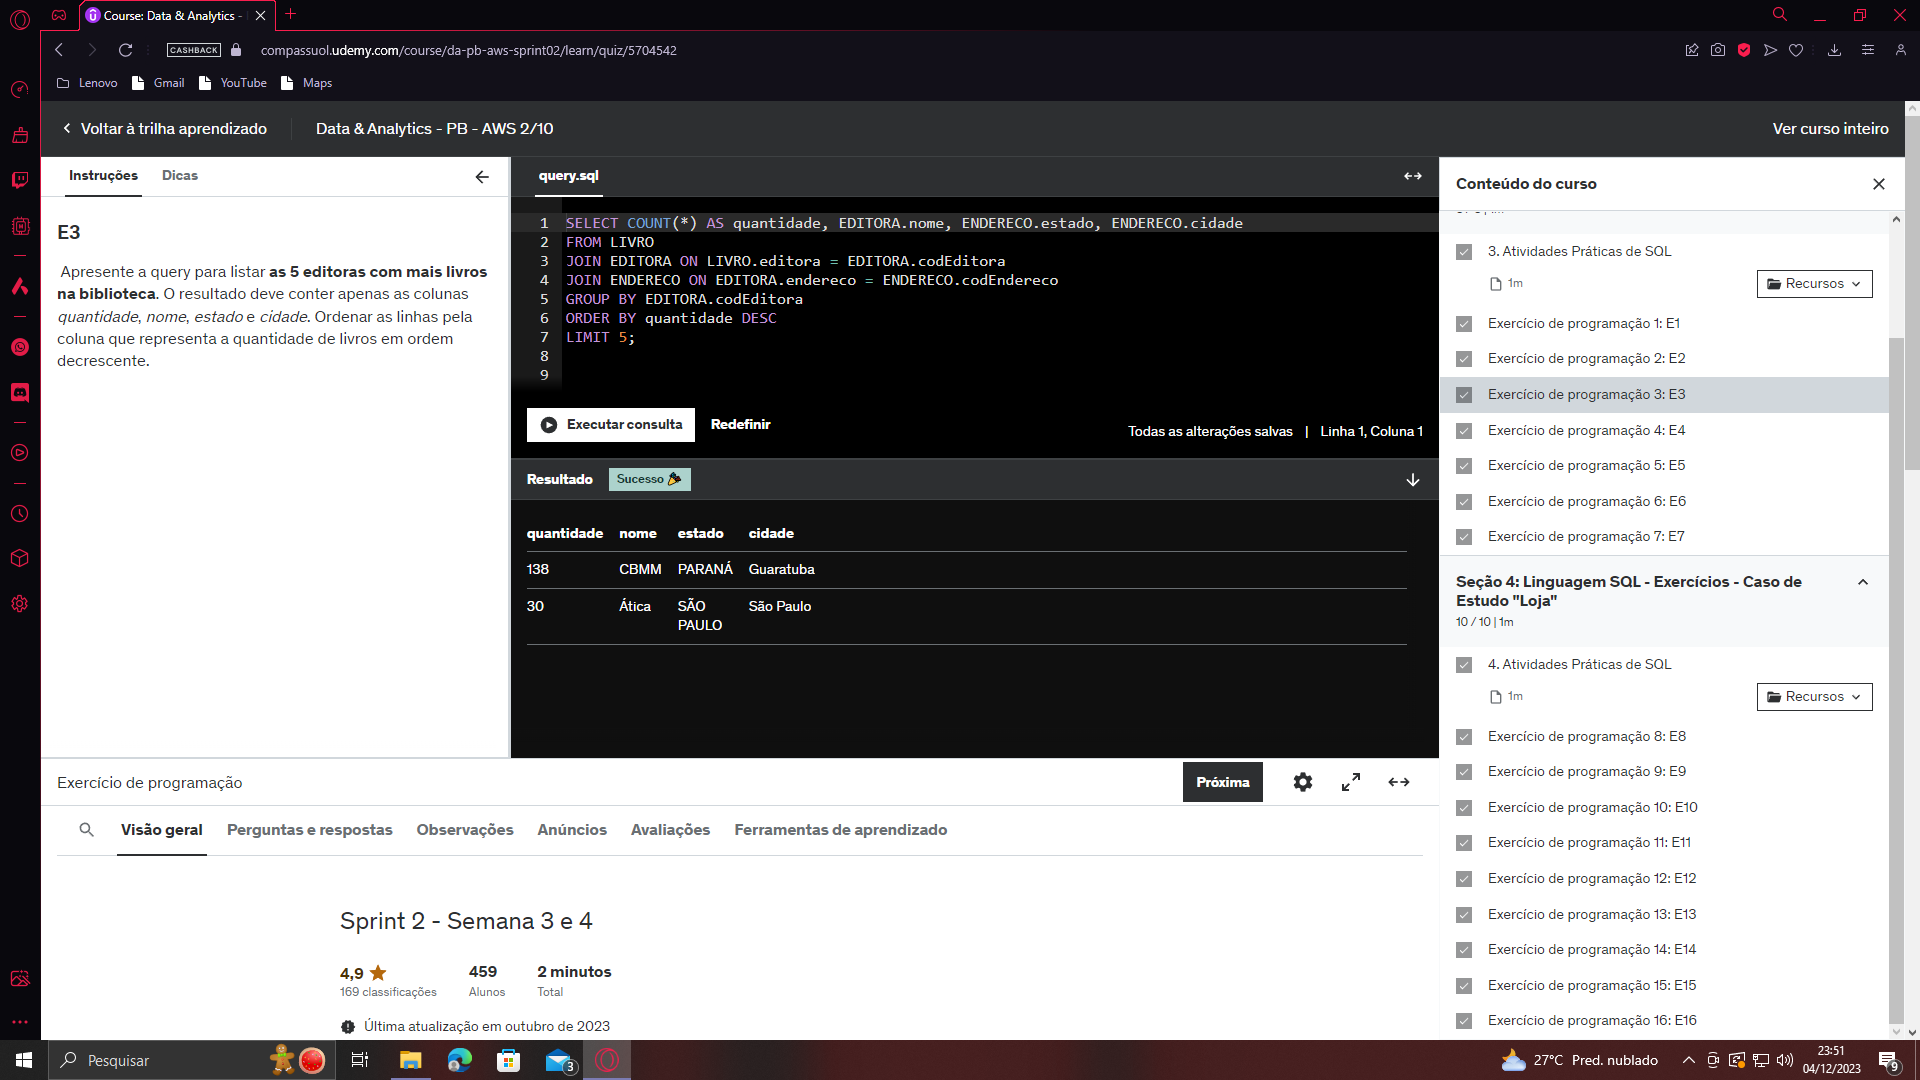 Course: Data & Analytics -
CASHBACK
compassuol.udemy.com/course/da-pb-aws-sprint02/learn/quiz/5704542
Lenovo
Gmail
YouTube
Maps
Voltar à trilha aprendizado
Data & Analytics - PB - AWS 2/10
Ver curso inteiro
Instruções
Dicas
E3
Apresente a query para listar as 5 editoras com mais livros
na biblioteca. O resultado deve conter apenas as colunas
quantidade, nome, estado e cidade. Ordenar as linhas pela
coluna que representa a quantidade de livros em ordem
decrescente.
query.sql
1 SELECT COUNT(*) AS quantidade, EDITORA.nome, ENDERECO.estado, ENDERECO.cidade
2 FROM LIVRO
3 JOIN EDITORA ON LIVRO.editora = EDITORA.codEditora
4 JOIN ENDERECO ON EDITORA.endereco = ENDERECO.codEndereco
5 GROUP BY EDITORA.codEditora
6 ORDER BY quantidade DESC
7 LIMIT 5;
8
9
Executar consulta
Redefinir
Todas as alterações salvas | Linha 1, Coluna 1
Resultado
Sucesso
quantidade nome estado cidade
138 CBMM PARANÁ Guaratuba
30 Ática SÃO PAULO São Paulo
Exercício de programação
Próxima
Visão geral
Perguntas e respostas
Observações
Anúncios
Avaliações
Ferramentas de aprendizado
Sprint 2 - Semana 3 e 4
4,9
169 classificações
459
Alunos
2 minutos
Total
Última atualização em outubro de 2023
Conteúdo do curso
3. Atividades Práticas de SQL
1m
Recursos
Exercício de programação 1: E1
Exercício de programação 2: E2
Exercício de programação 3: E3
Exercício de programação 4: E4
Exercício de programação 5: E5
Exercício de programação 6: E6
Exercício de programação 7: E7
Seção 4: Linguagem SQL - Exercícios - Caso de
Estudo "Loja"
10 / 10 | 1m
4. Atividades Práticas de SQL
1m
Recursos
Exercício de programação 8: E8
Exercício de programação 9: E9
Exercício de programação 10: E10
Exercício de programação 11: E11
Exercício de programação 12: E12
Exercício de programação 13: E13
Exercício de programação 14: E14
Exercício de programação 15: E15
Exercício de programação 16: E16
Pesquisar
3
27°C Pred. nublado
23:51
04/12/2023
9